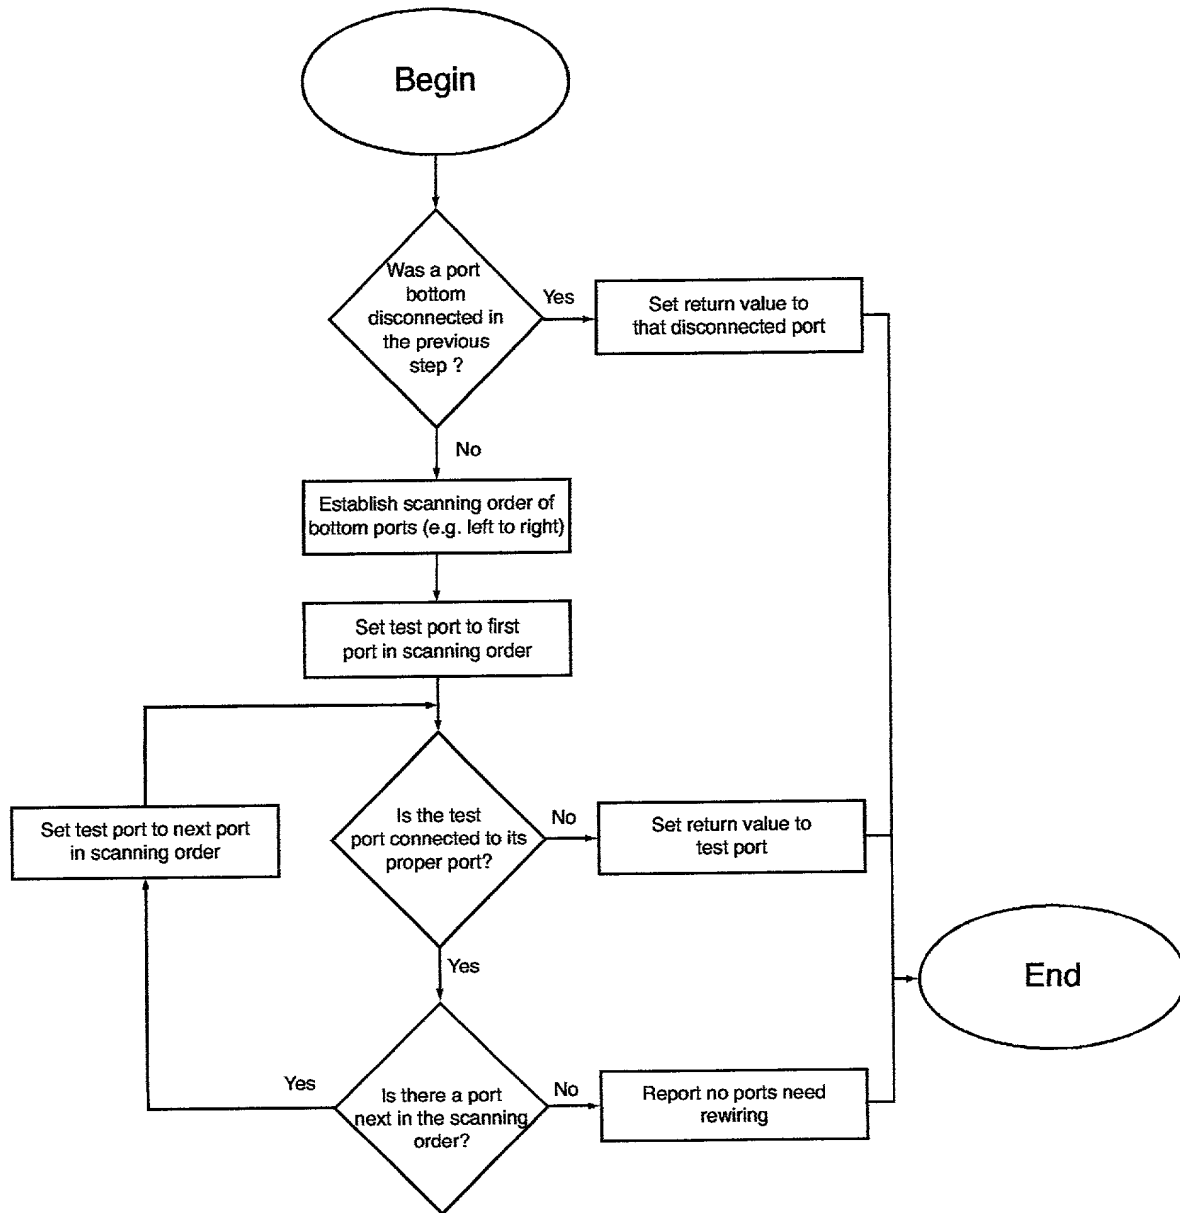 Begin
Was a port
bottom
disconnected in
the previous
step ?
Yes
Set return value to
that disconnected port
No
Establish scanning order of
bottom ports (e.g. left to right)
Set test port to first
port in scanning order
Set test port to next port
in scanning order
Is the test
port connected to its
proper port?
No
Set return value to
test port
Yes
End
Yes
Is there a port
next in the scanning
order?
No
Report no ports need
rewiring